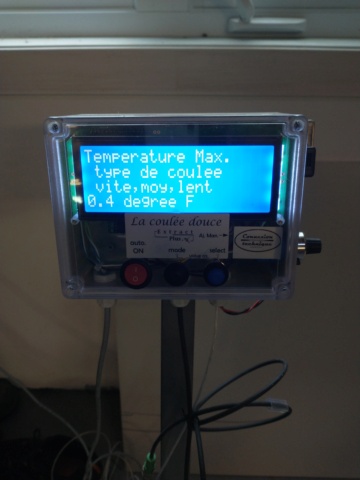 Temperature Max.
type de coulee
vite,moy,lent
0.4 degree F
La coulée douce
auto
ON
mode
select